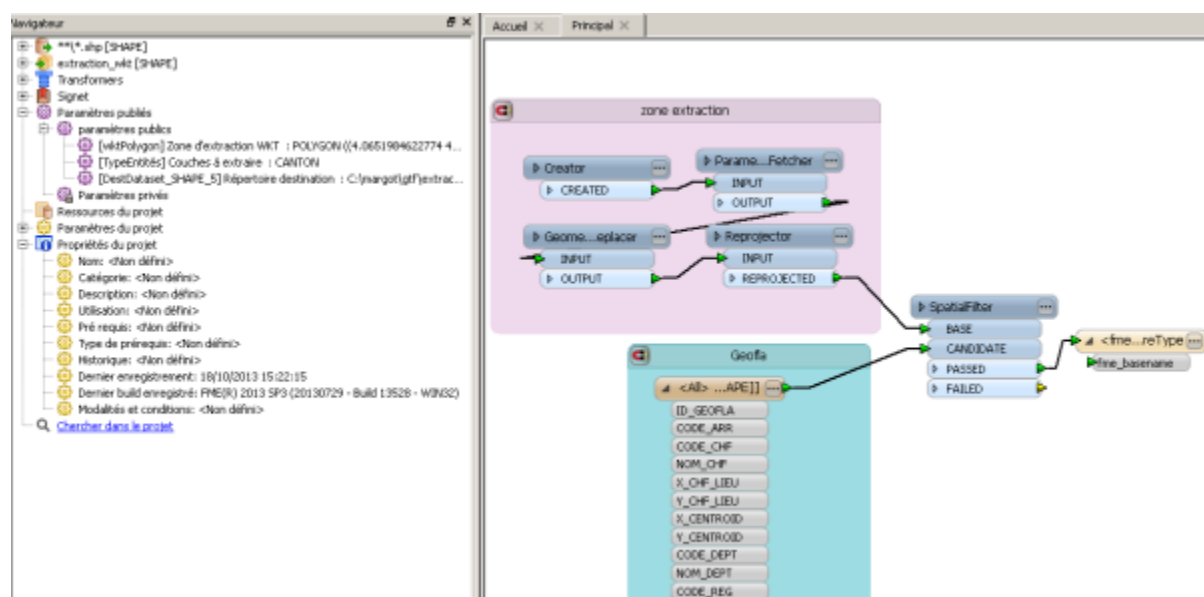 Navigateur
**\*.shp [SHAPE]
extraction_wkt [SHAPE]
Transformers
Signet
Paramètres publiés
paramètres publics
[wktPolygon] Zone d'extraction WKT : POLYGON ((4.0651984622774 4...
[TypeEntités] Couches à extraire : CANTON
[DestDataset_SHAPE_5] Répertoire destination : C:\margot\gtf\extrac...
Paramètres privés
Ressources du projet
Paramètres du projet
Propriétés du projet
Nom: <Non défini>
Catégorie: <Non défini>
Description: <Non défini>
Utilisation: <Non défini>
Pré requis: <Non défini>
Type de prérequis: <Non défini>
Historique: <Non défini>
Dernier enregistrement: 18/10/2013 15:22:15
Dernier build enregistré: FME(R) 2013 SP3 (20130729 - Build 13528 - WIN32)
Modalités et conditions: <Non défini>
Chercher dans le projet
Accueil Principal
zone extraction
Creator
CREATED
Parame...Fetcher
INPUT
OUTPUT
Geome...eplacer
INPUT
OUTPUT
Reprojector
INPUT
REPROJECTED
SpatialFilter
BASE
CANDIDATE
PASSED
FAILED
<fme...reType
fme_basename
Geofla
<All> ...APE]]
ID_GEOFLA
CODE_ARR
CODE_CHF
NOM_CHF
X_CHF_LIEU
Y_CHF_LIEU
X_CENTROID
Y_CENTROID
CODE_DEPT
NOM_DEPT
CODE_REG